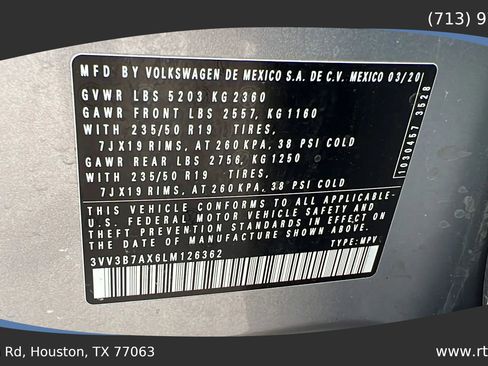 (713) 9
MFD BY VOLKSWAGEN DE MEXICO S.A. DE C.V. MEXICO 03/20
GVWR LBS 5203 KG 2360
GAWR FRONT LBS 2557, KG 1160
WITH 235/50 R19 TIRES,
7JX19 RIMS, AT 260 KPA, 38 PSI COLD
GAWR REAR LBS 2756, KG 1250
WITH 235/50 R19 TIRES,
7JX19 RIMS, AT 260 KPA, 38 PSI COLD
THIS VEHICLE CONFORMS TO ALL APPLICABLE-
U.S. FEDERAL MOTOR VEHICLE SAFETY AND
THEFT PREVENTION STANDARDS IN EFFECT ON
THE DATE OF MANUFACTURE SHOWN ABOVE.
3VV3B7AX6LM126362 TYPE: MPV
1030457 3528
Rd, Houston, TX 77063
www.rt